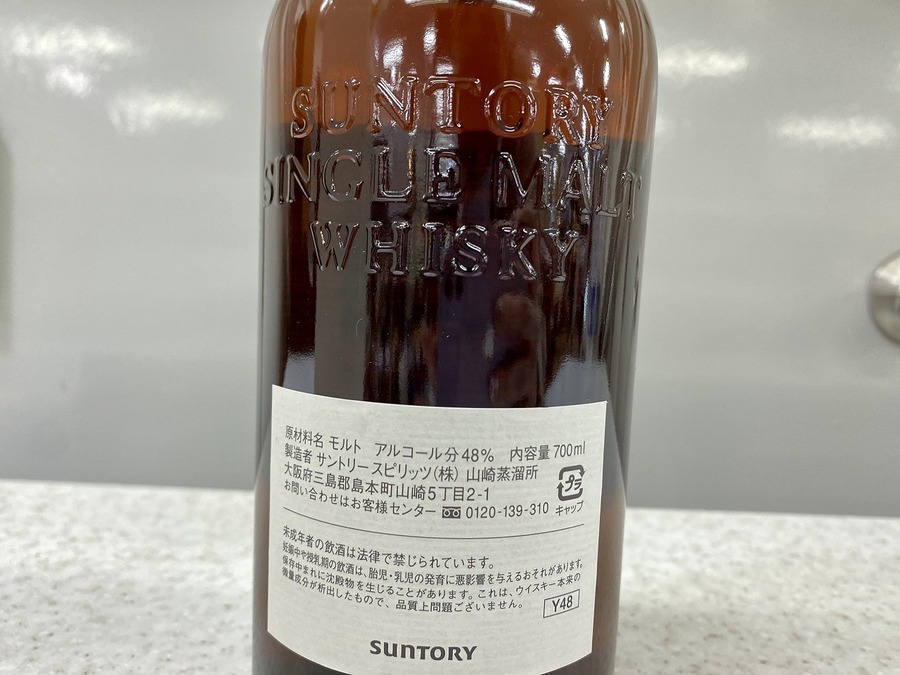 SUNTORY
SINGLE MALT
WHISKY
原材料名 モルト アルコール分48% 内容量700ml
製造者 サントリースピリッツ(株) 山崎蒸溜所
大阪府三島郡島本町山崎5丁目2-1
お問い合わせはお客様センター 0120-139-310
プラ
キャップ
未成年者の飲酒は法律で禁じられています。
妊娠中や授乳期の飲酒は、胎児・乳児の発育に悪影響を与えるおそれがあります。
保存中まれに沈殿物を生じることがあります。これは、ウイスキー本来の
微量成分が析出したもので、品質上問題ございません。
Y48
SUNTORY